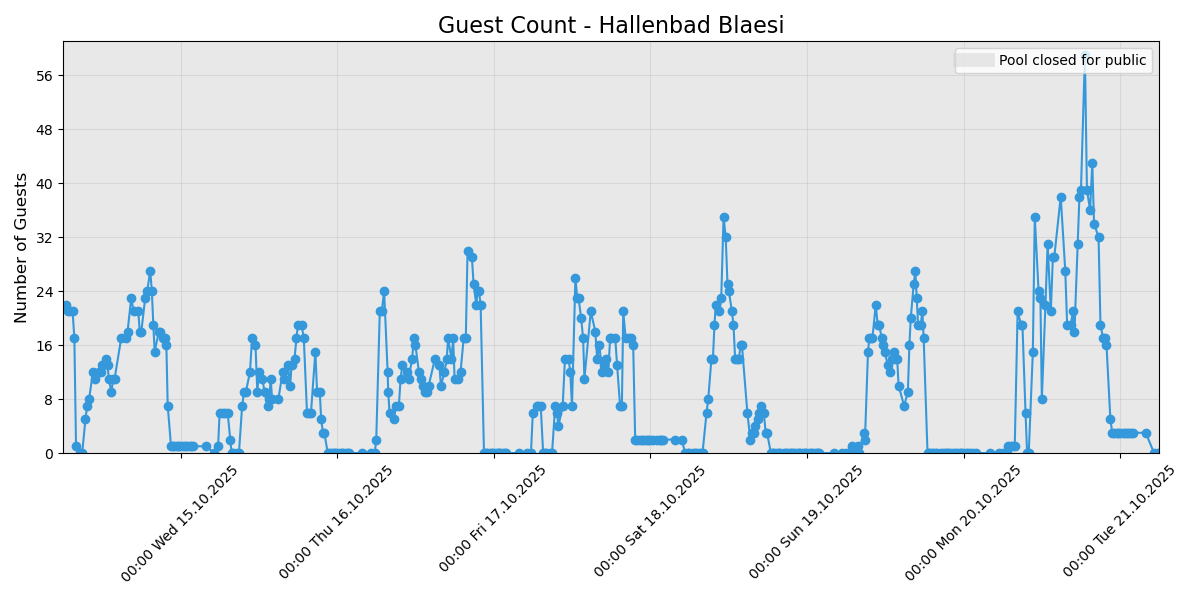 Guest Count - Hallenbad Blaesi
Pool closed for public
Number of Guests
56
48
40
32
24
16
8
0
00:00 Wed 15.10.2025
00:00 Thu 16.10.2025
00:00 Fri 17.10.2025
00:00 Sat 18.10.2025
00:00 Sun 19.10.2025
00:00 Mon 20.10.2025
00:00 Tue 21.10.2025